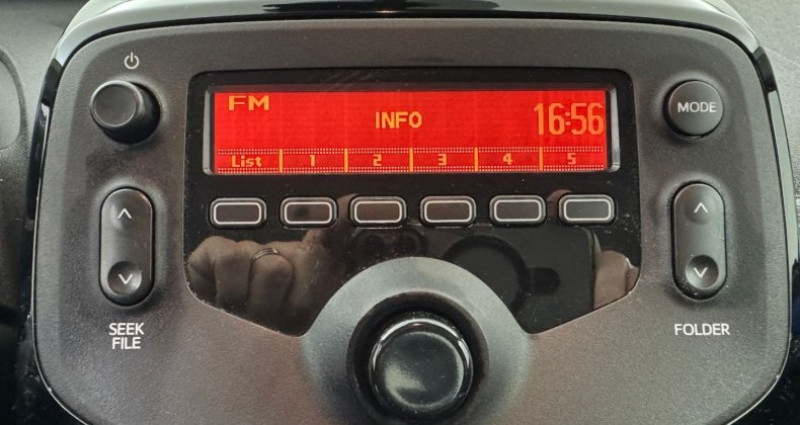 FM
INFO
16:56
List 1 2 3 4 5
MODE
SEEK
FILE
FOLDER